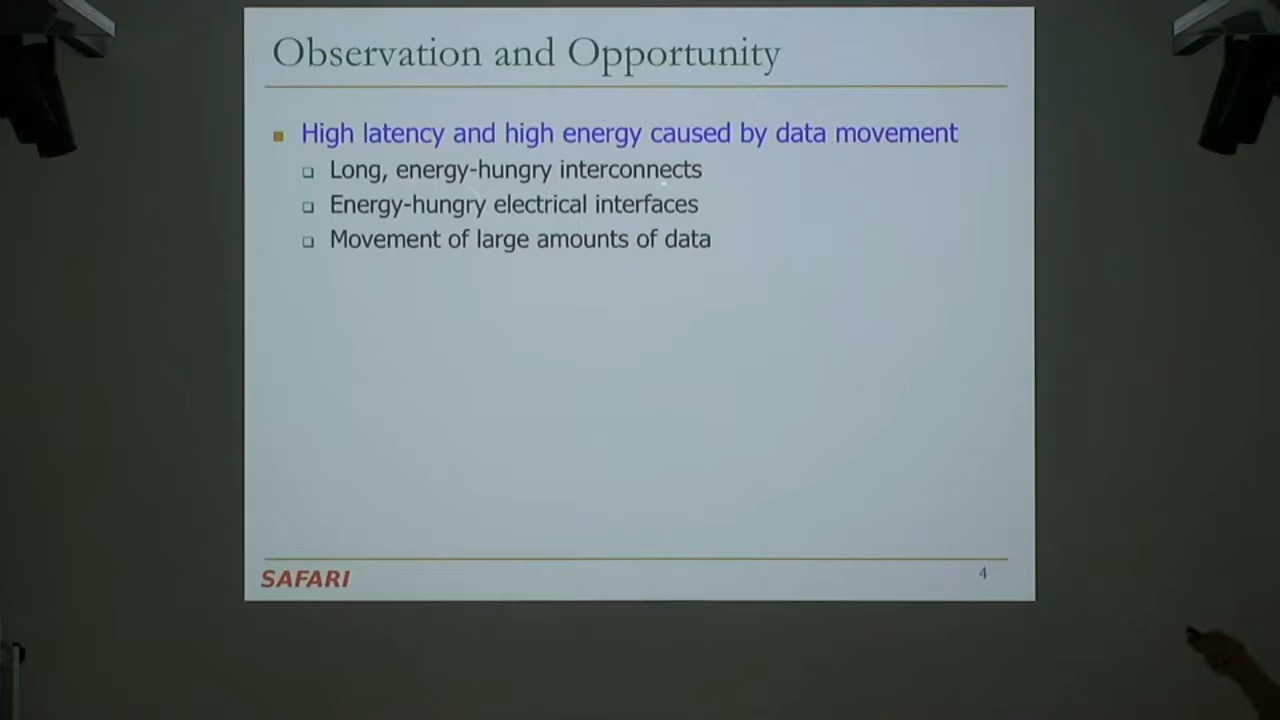 Observation and Opportunity
High latency and high energy caused by data movement
Long, energy-hungry interconnects
Energy-hungry electrical interfaces
Movement of large amounts of data
SAFARI
4